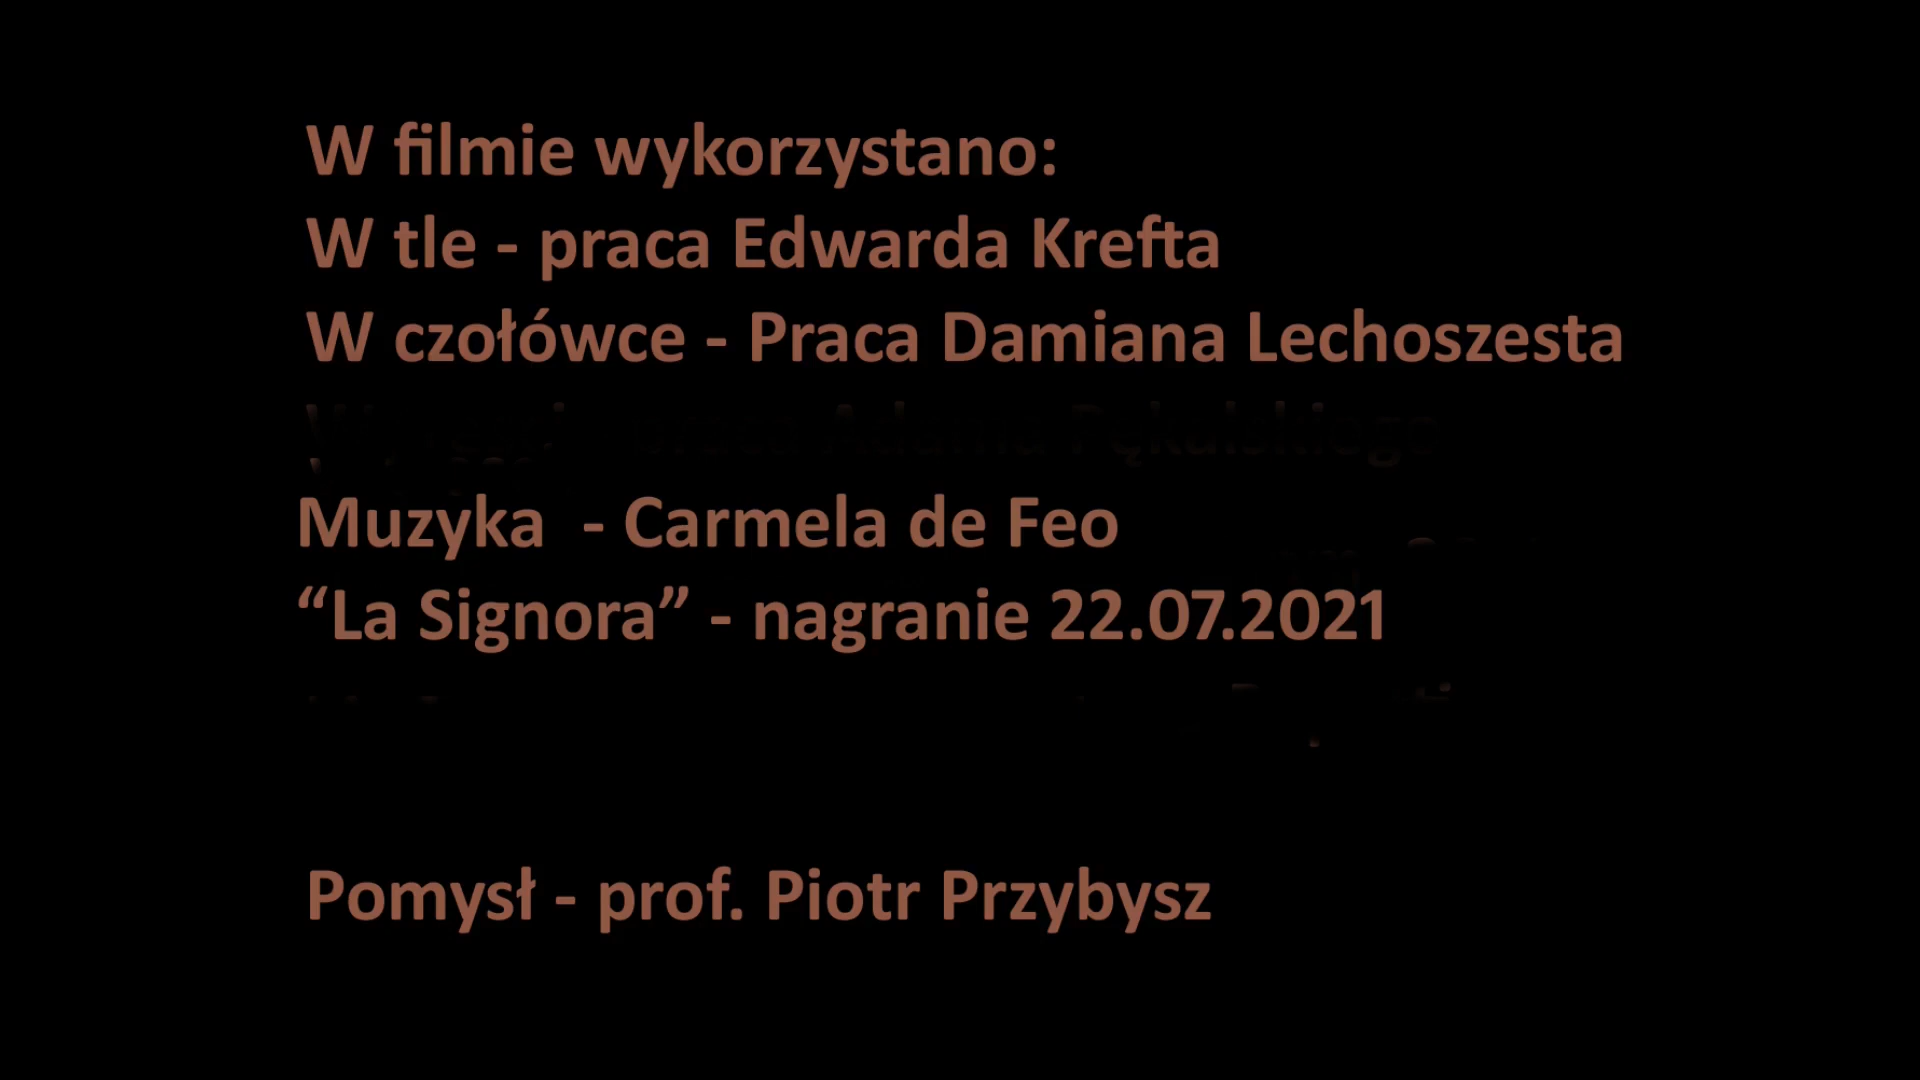 W filmie wykorzystano:
W tle - praca Edwarda Krefta
W czołówce - Praca Damiana Lechoszesta
Muzyka - Carmela de Feo
“La Signora” - nagranie 22.07.2021
Pomysł - prof. Piotr Przybysz